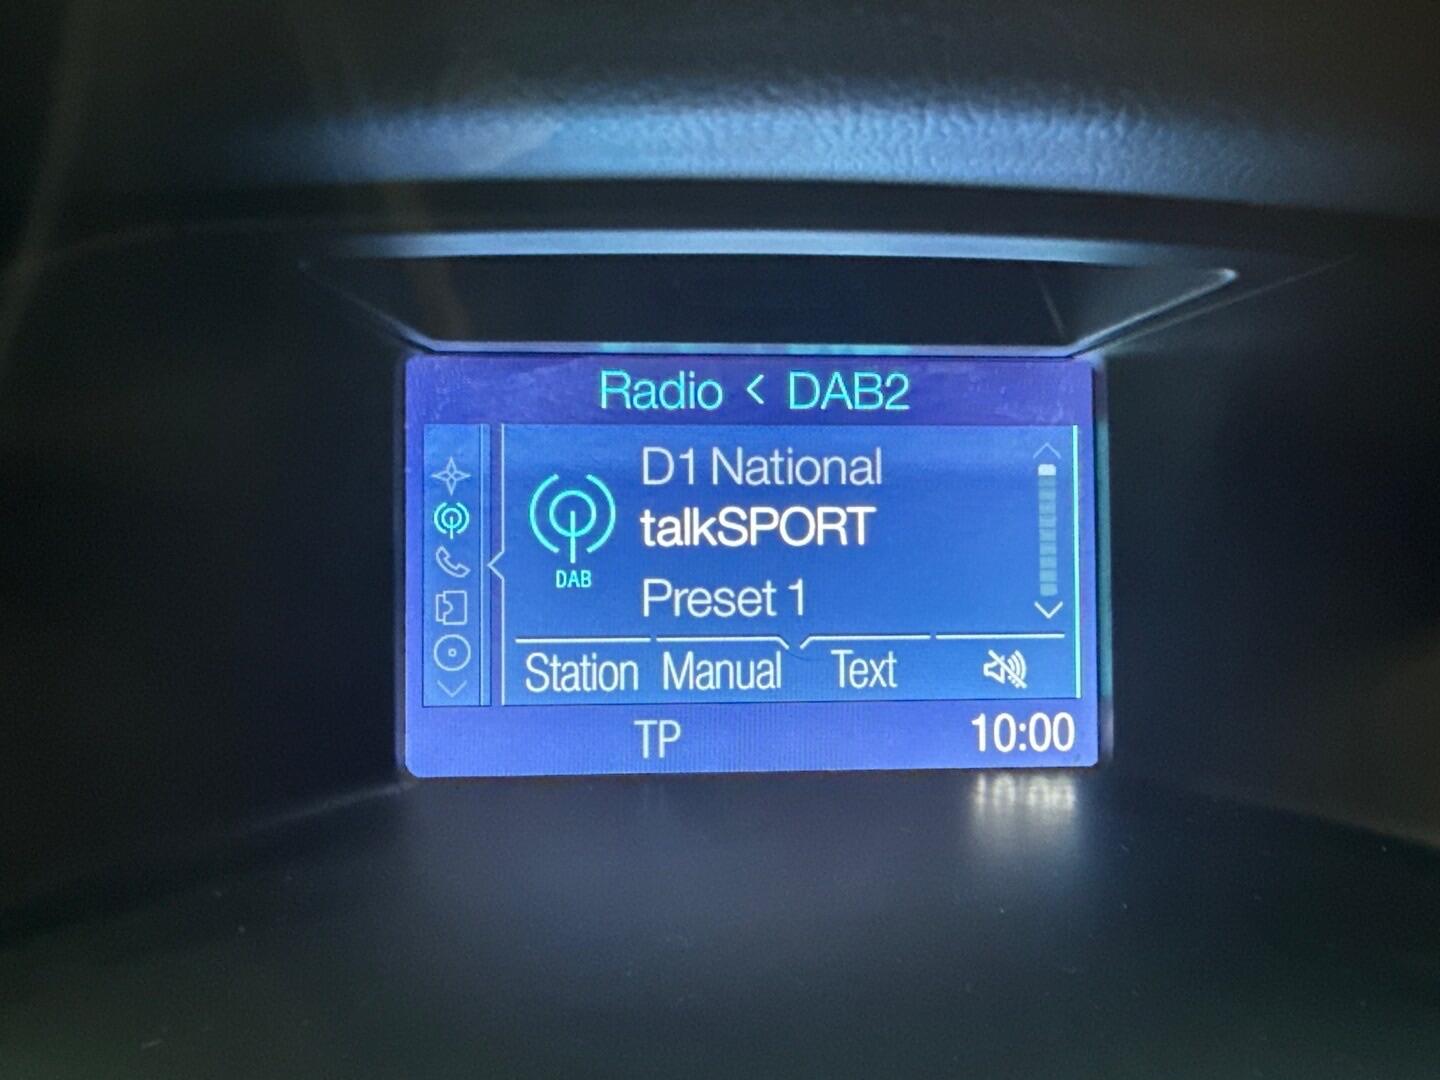 Radio < DAB2
D1 National
talkSPORT
DAB
Preset 1
Station Manual Text
TP 10:00